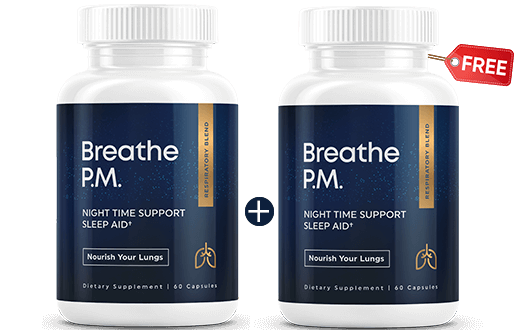 Breathe
P.M.
RESPIRATORY BLEND
NIGHT TIME SUPPORT
SLEEP AID†
Nourish Your Lungs
Dietary Supplement | 60 Capsules
+
FREE
Breathe
P.M.
RESPIRATORY BLEND
NIGHT TIME SUPPORT
SLEEP AID†
Nourish Your Lungs
Dietary Supplement | 60 Capsules